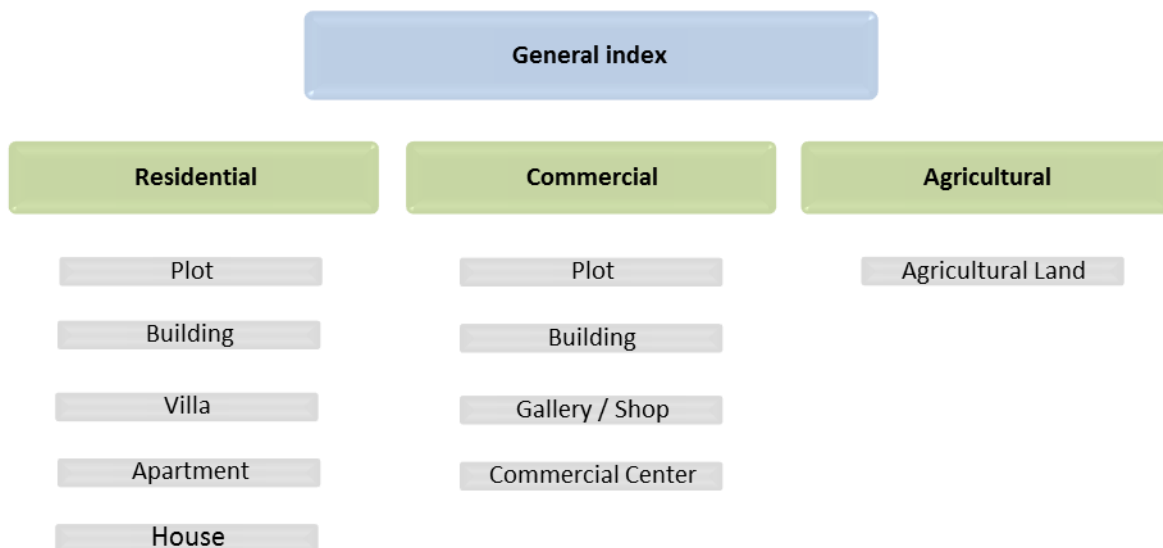 General index
Residential
Commercial
Agricultural
Plot
Building
Villa
Apartment
House
Plot
Building
Gallery / Shop
Commercial Center
Agricultural Land